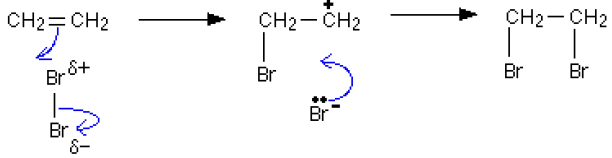 CH₂=CH₂ CH₂–CH₂ CH₂–CH₂
+
Br Br Br
Brδ+
Br–
Br
δ−